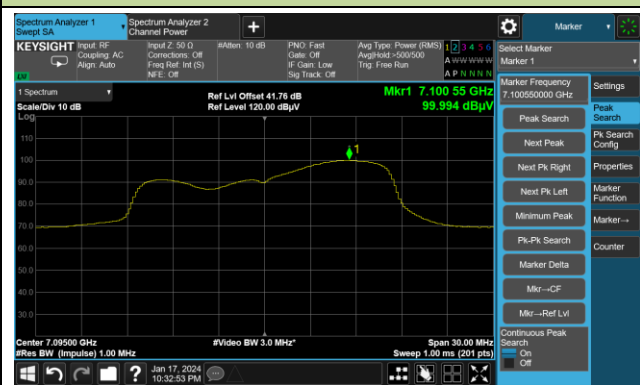 Spectrum Analyzer 1
Swept SA
Spectrum Analyzer 2
Channel Power
Marker
KEYSIGHT
Input: RF
Coupling: AC
Align: Auto
Input Z: 50 Ω
Corrections: Off
Freq Ref: Int (S)
NFE: Off
#Atten: 10 dB
PNO: Fast
Gate: Off
IF Gain: Low
Sig Track: Off
Avg Type: Power (RMS)
Avg|Hold:>500/500
Trig: Free Run
1 2 3 4 5 6
A W W W W W
A P N N N N
Select Marker
Marker 1
LXI
1 Spectrum
Scale/Div 10 dB
Log
Ref Lvl Offset 41.76 dB
Ref Level 120.00 dBµV
Mkr1 7.100 55 GHz
99.994 dBµV
1
110
100
90.0
80.0
70.0
60.0
50.0
40.0
30.0
Center 7.09500 GHz
#Res BW (Impulse) 1.00 MHz
#Video BW 3.0 MHz*
Span 30.00 MHz
Sweep 1.00 ms (201 pts)
Marker Frequency
7.100550000 GHz
Peak Search
Next Peak
Next Pk Right
Next Pk Left
Minimum Peak
Pk-Pk Search
Marker Delta
Mkr→CF
Mkr→Ref Lvl
Continuous Peak
Search
On
Off
Settings
Peak
Search
Pk Search
Config
Properties
Marker
Function
Marker→
Counter
?
Jan 17, 2024
10:32:53 PM